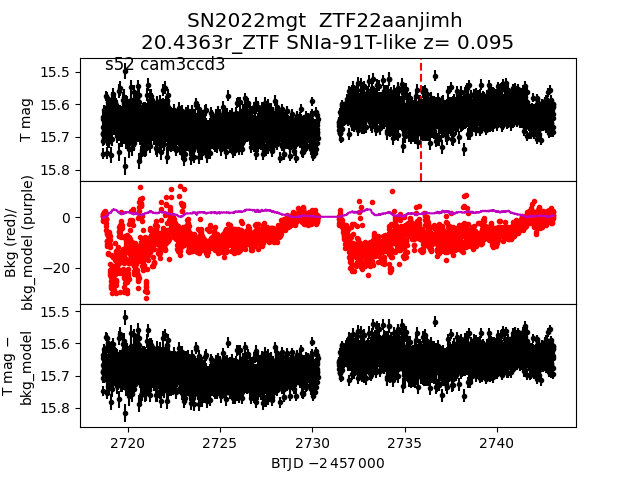 SN2022mgt  ZTF22aanjimh
20.4363r_ZTF SNIa-91T-like z= 0.095
s52 cam3ccd3
15.5
15.6
15.7
15.8
T mag
0
−20
Bkg (red)/
bkg_model (purple)
15.5
15.6
15.7
15.8
T mag −
bkg_model
2720 2725 2730 2735 2740
BTJD −2 457 000